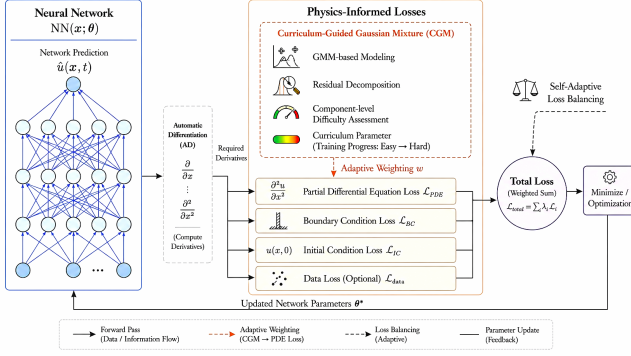 Neural Network
NN(x; θ)
Network Prediction
û(x, t)
Automatic
Differentiation
(AD)
∂
∂x
⋮
∂²
∂x²
(Compute
Derivatives)
Required
Derivatives
Physics-Informed Losses
Curriculum-Guided Gaussian Mixture (CGM)
GMM-based Modeling
Residual Decomposition
Component-level
Difficulty Assessment
Curriculum Parameter
(Training Progress: Easy → Hard)
Adaptive Weighting w
∂²u
∂x²
Partial Differential Equation Loss ℒ_PDE
Boundary Condition Loss ℒ_BC
u(x, 0) Initial Condition Loss ℒ_IC
Data Loss (Optional) ℒ_data
Self-Adaptive
Loss Balancing
Total Loss
(Weighted Sum)
ℒ_total = ∑_i λ_i ℒ_i
Minimize /
Optimization
Updated Network Parameters θ*
Forward Pass
(Data / Information Flow)
Adaptive Weighting
(CGM → PDE Loss)
Loss Balancing
(Adaptive)
Parameter Update
(Feedback)